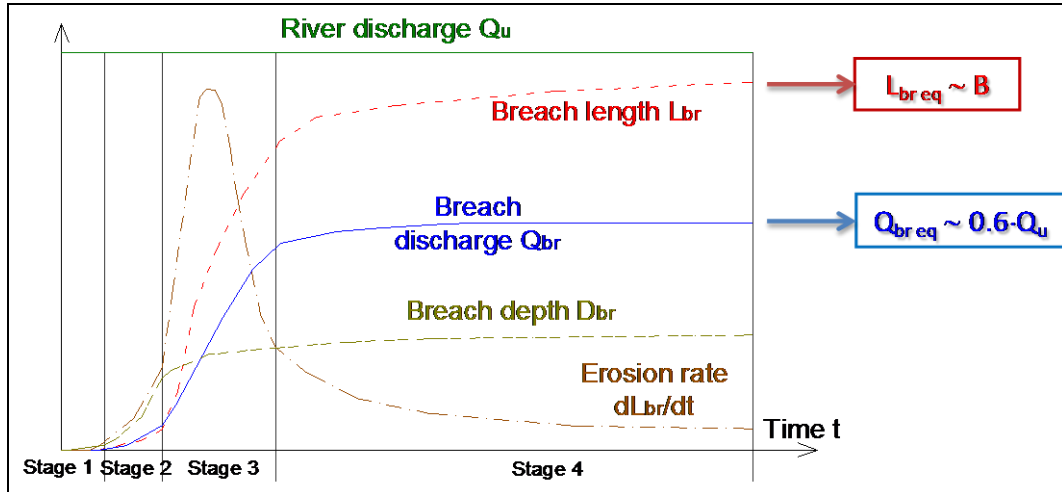 River discharge Qu
Lbr eq ~ B
Breach length Lbr
Breach
discharge Qbr
Qbr eq ~ 0.6·Qu
Breach depth Dbr
Erosion rate
dLbr/dt
Time t
Stage 1 Stage 2 Stage 3 Stage 4